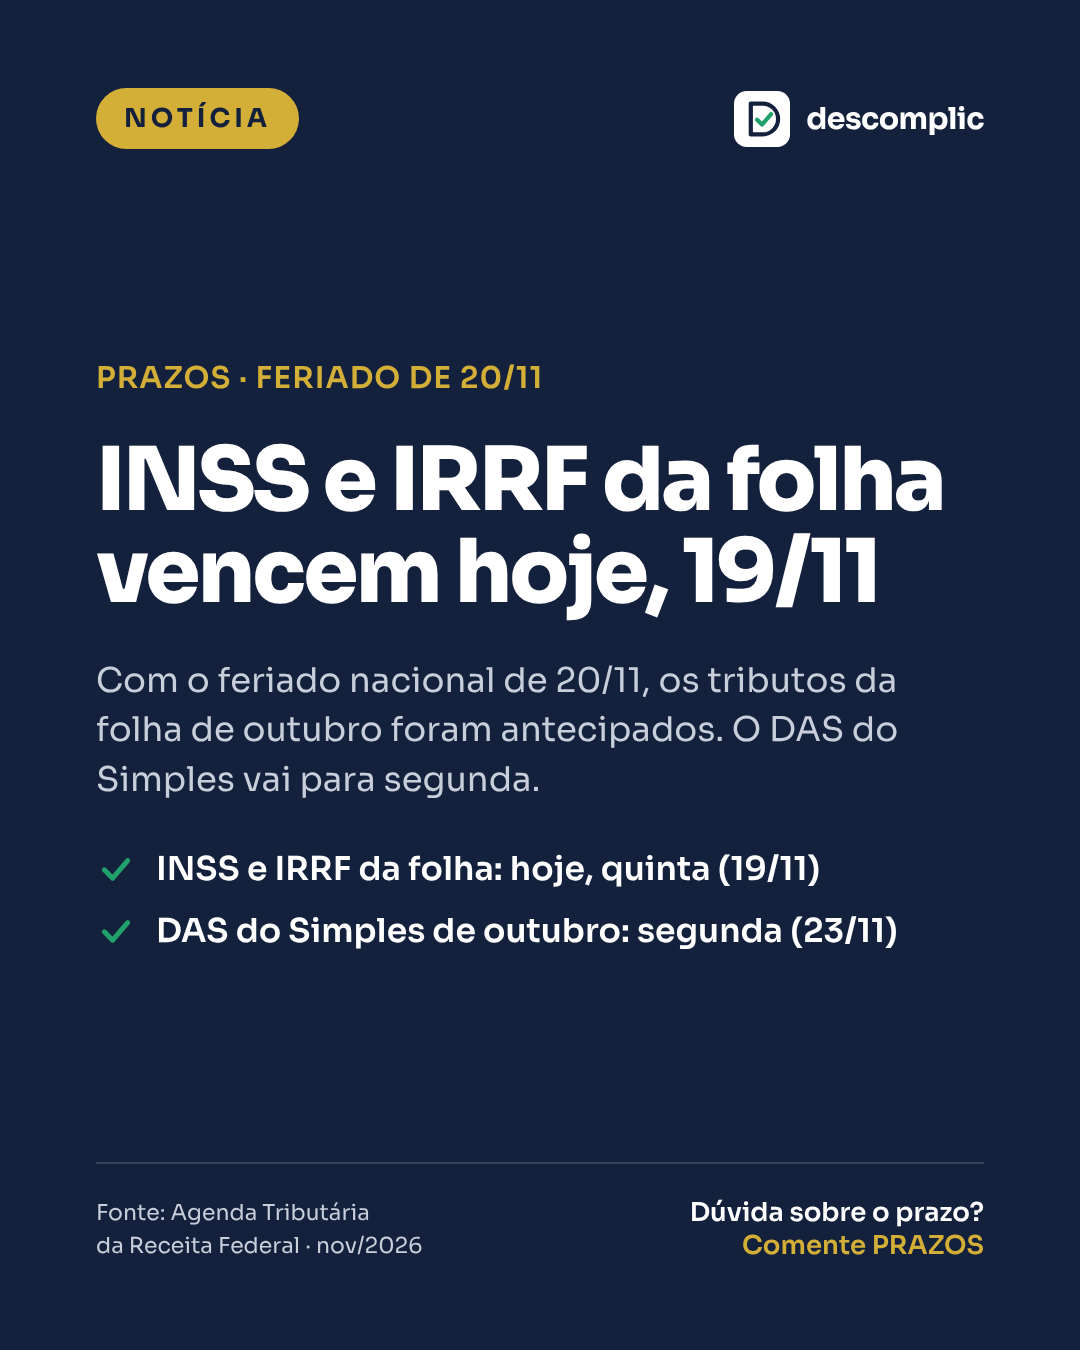 NOTÍCIA
descomplic
PRAZOS · FERIADO DE 20/11
INSS e IRRF da folha
vencem hoje, 19/11
Com o feriado nacional de 20/11, os tributos da
folha de outubro foram antecipados. O DAS do
Simples vai para segunda.
INSS e IRRF da folha: hoje, quinta (19/11)
DAS do Simples de outubro: segunda (23/11)
Fonte: Agenda Tributária
da Receita Federal · nov/2026
Dúvida sobre o prazo?
Comente PRAZOS